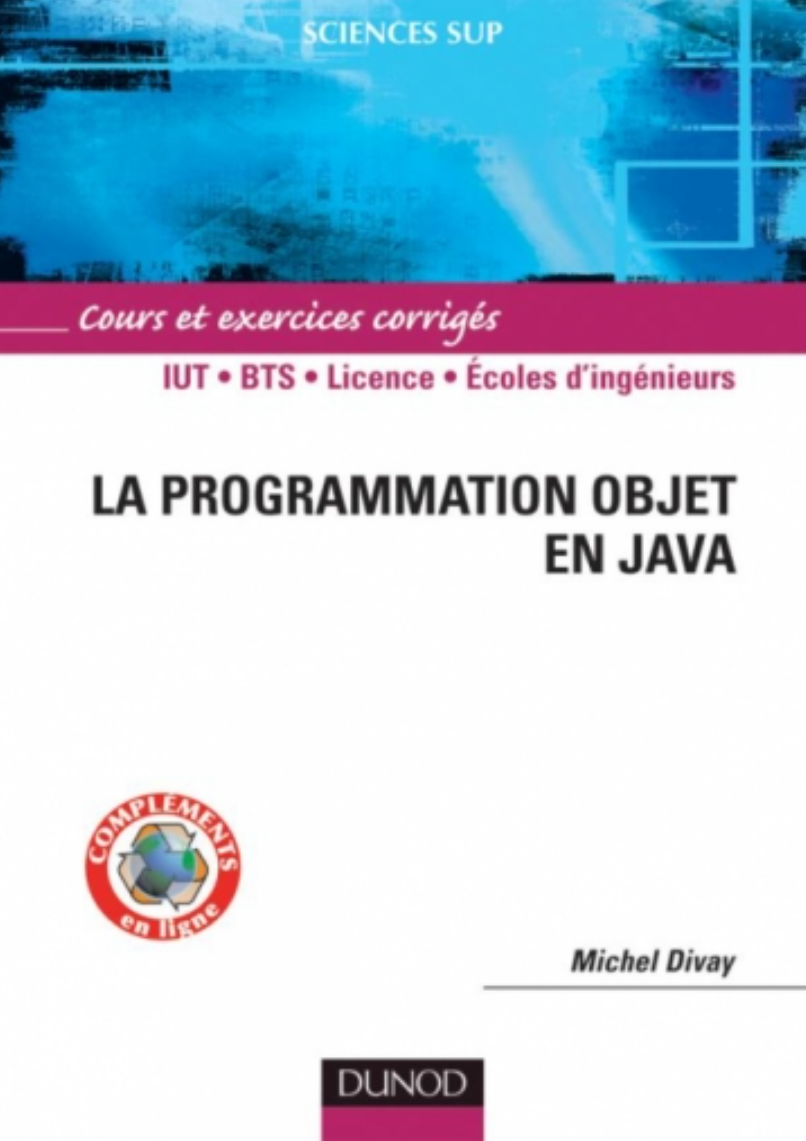 SCIENCES SUP
Cours et exercices corrigés
IUT • BTS • Licence • Écoles d'ingénieurs
LA PROGRAMMATION OBJET
EN JAVA
COMPLÉMENTS
en ligne
Michel Divay
DUNOD